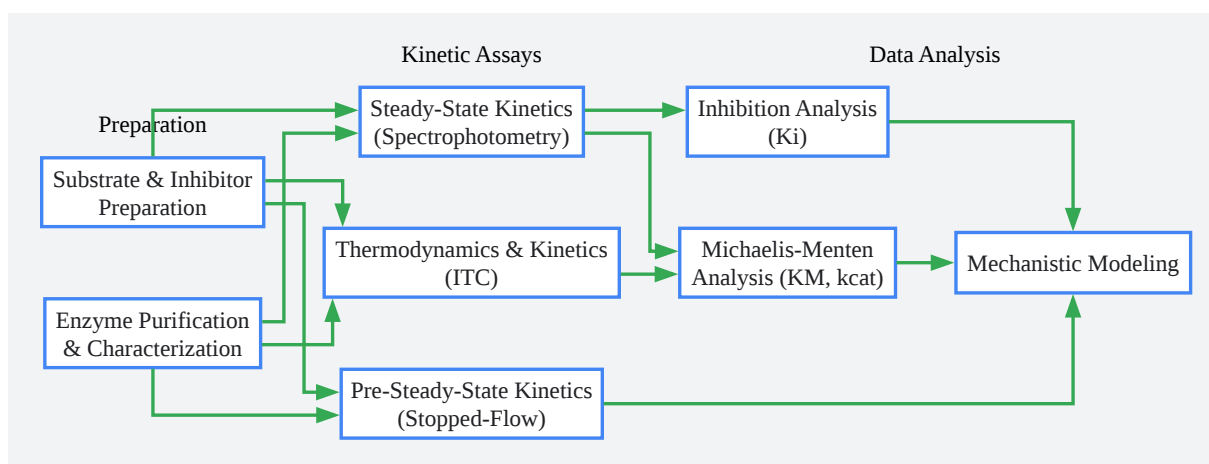 Kinetic Assays
Data Analysis
Preparation
Steady-State Kinetics
(Spectrophotometry)
Inhibition Analysis
(Ki)
Substrate & Inhibitor
Preparation
Thermodynamics & Kinetics
(ITC)
Michaelis-Menten
Analysis (KM, kcat)
Mechanistic Modeling
Enzyme Purification
& Characterization
Pre-Steady-State Kinetics
(Stopped-Flow)